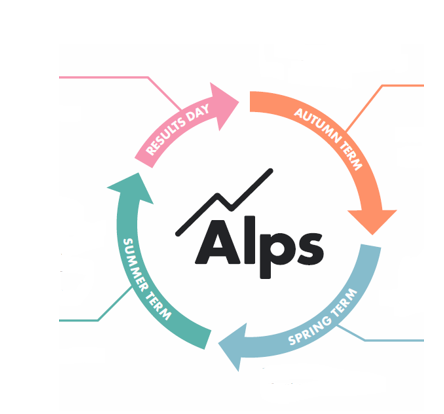 RESULTS DAY
AUTUMN TERM
Alps
SUMMER TERM
SPRING TERM